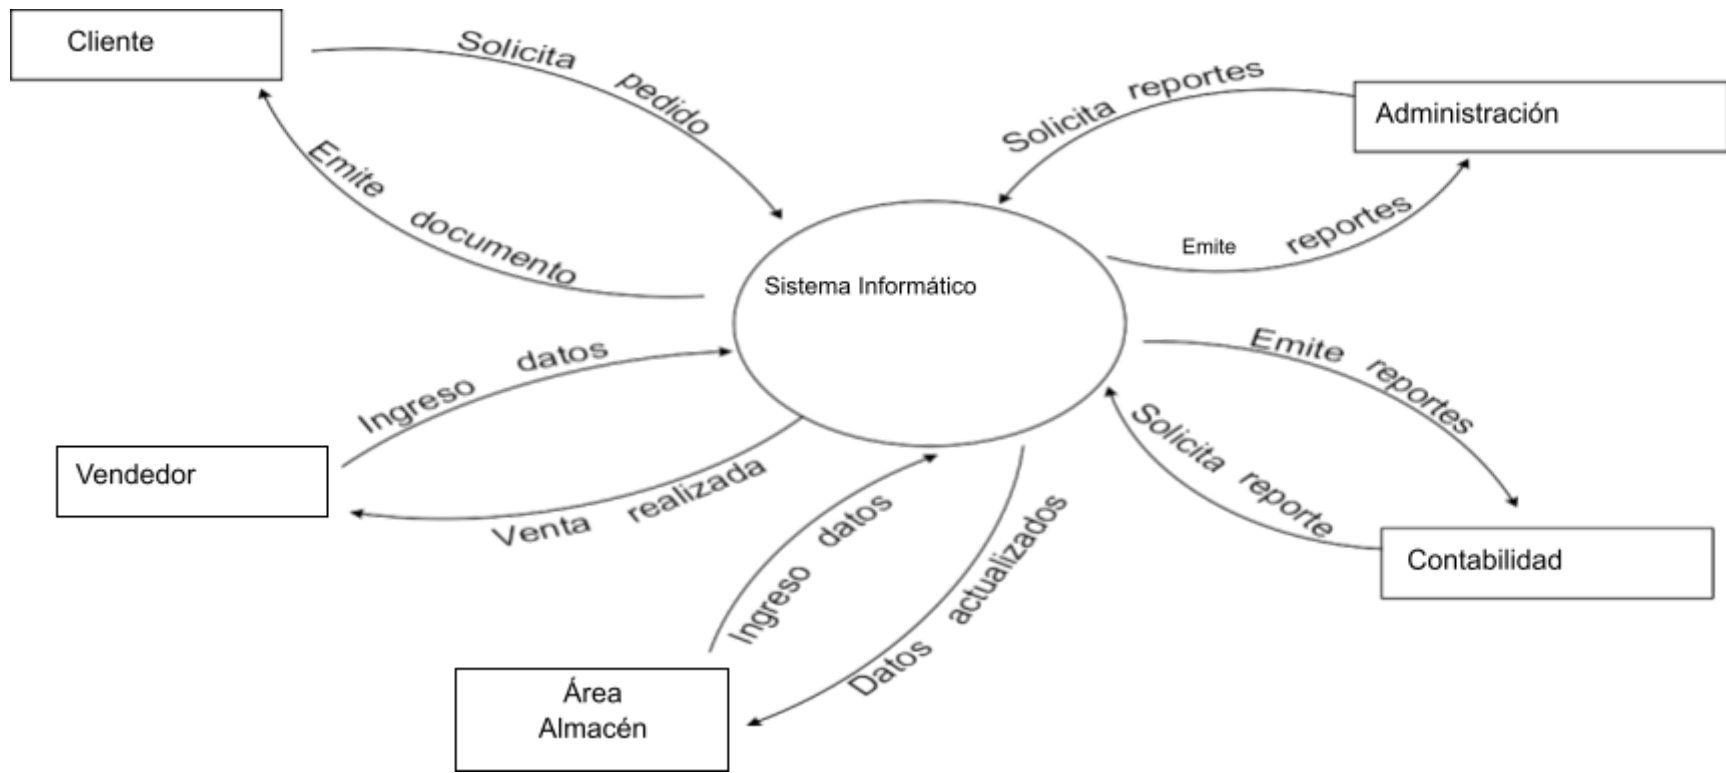 Cliente
Solicita pedido
Emite documento
Solicita reportes
Administración
Emite reportes
Sistema Informático
Ingreso datos
Vendedor
Venta realizada
Emite reportes
Solicita reporte
Contabilidad
Ingreso datos
Datos actualizados
Área
Almacén